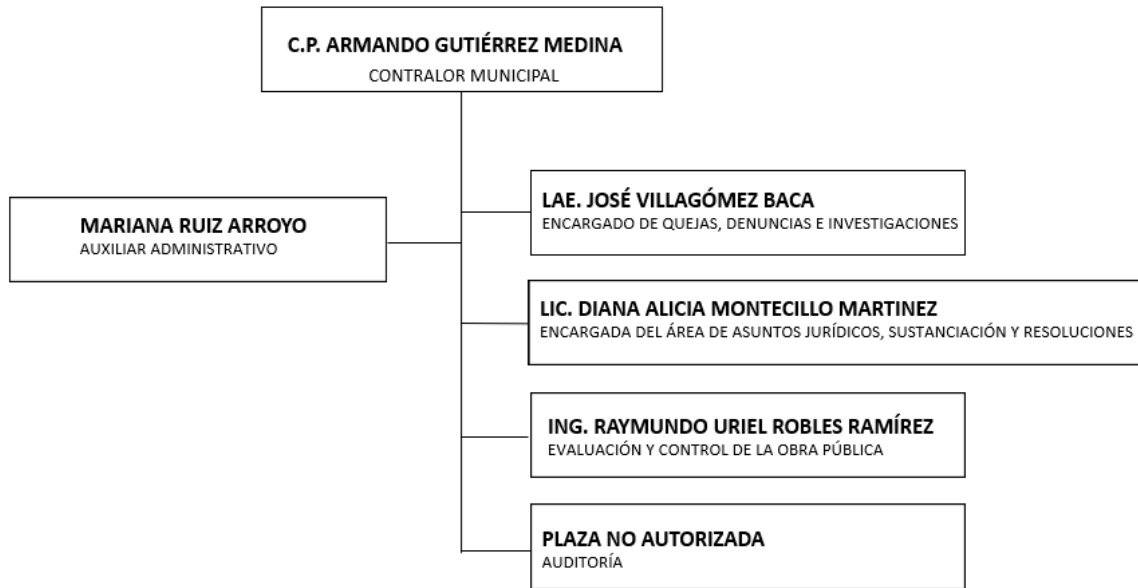 C.P. ARMANDO GUTIÉRREZ MEDINA
CONTRALOR MUNICIPAL
MARIANA RUIZ ARROYO
AUXILIAR ADMINISTRATIVO
LAE. JOSÉ VILLAGÓMEZ BACA
ENCARGADO DE QUEJAS, DENUNCIAS E INVESTIGACIONES
LIC. DIANA ALICIA MONTECILLO MARTINEZ
ENCARGADA DEL ÁREA DE ASUNTOS JURÍDICOS, SUSTANCIACIÓN Y RESOLUCIONES
ING. RAYMUNDO URIEL ROBLES RAMÍREZ
EVALUACIÓN Y CONTROL DE LA OBRA PÚBLICA
PLAZA NO AUTORIZADA
AUDITORÍA